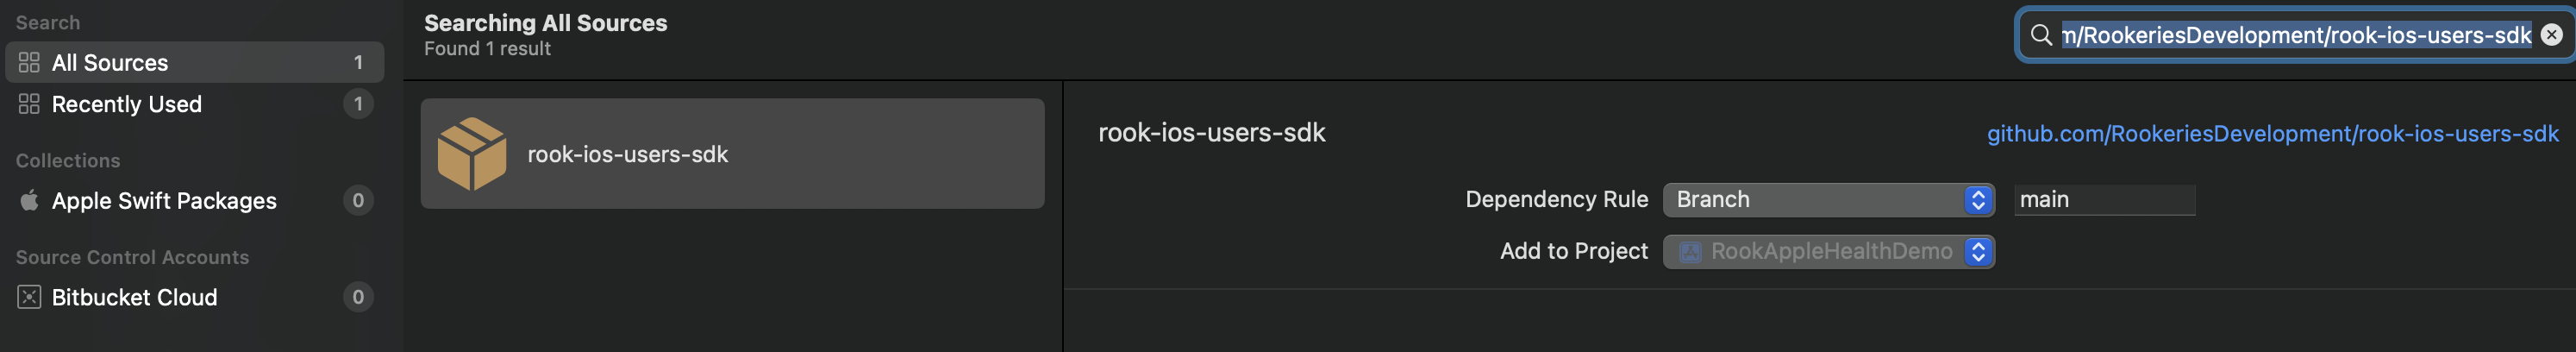 Search
All Sources 1
Recently Used 1
Collections
Apple Swift Packages 0
Source Control Accounts
Bitbucket Cloud 0
Searching All Sources
Found 1 result
m/RookeriesDevelopment/rook-ios-users-sdk
rook-ios-users-sdk
rook-ios-users-sdk github.com/RookeriesDevelopment/rook-ios-users-sdk
Dependency Rule Branch main
Add to Project RookAppleHealthDemo